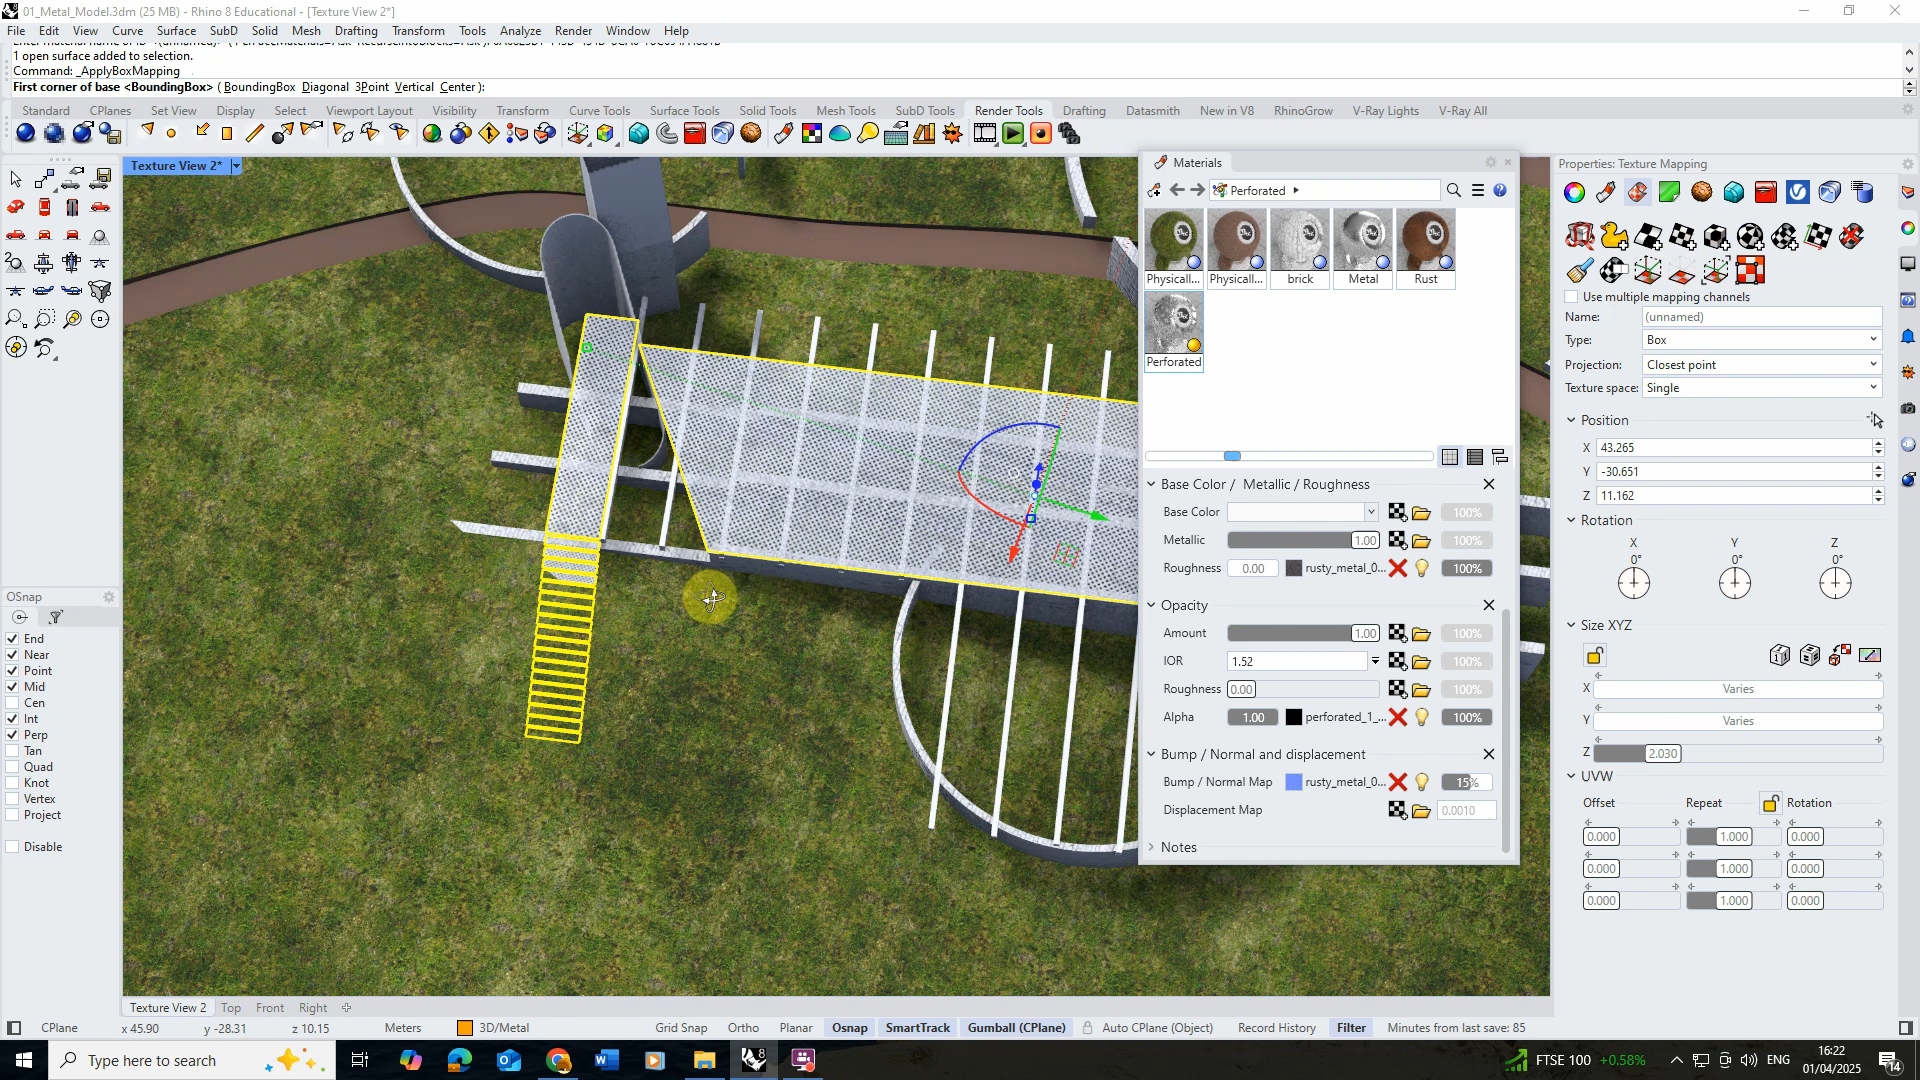 01_Metal_Model.3dm (25 MB) - Rhino 8 Educational - [Texture View 2*]
File Edit View Curve Surface SubD Solid Mesh Drafting Transform Tools Analyze Render Window Help
1 open surface added to selection.
Command: _ApplyBoxMapping
First corner of base <BoundingBox> ( BoundingBox Diagonal 3Point Vertical Center ):
Standard CPlanes Set View Display Select Viewport Layout Visibility Transform Curve Tools Surface Tools Solid Tools Mesh Tools SubD Tools Render Tools Drafting Datasmith New in V8 RhinoGrow V-Ray Lights V-Ray All
Texture View 2*
Materials
Perforated
Physicall...
Physicall...
brick
Metal
Rust
Perforated
Base Color / Metallic / Roughness
Base Color 100%
Metallic 1.00 100%
Roughness 0.00 rusty_metal_0... 100%
Opacity
Amount 1.00 100%
IOR 1.52 100%
Roughness 0.00 100%
Alpha 1.00 perforated_1_... 100%
Bump / Normal and displacement
Bump / Normal Map rusty_metal_0... 15%
Displacement Map 0.0010
Notes
Properties: Texture Mapping
Use multiple mapping channels
Name: (unnamed)
Type: Box
Projection: Closest point
Texture space: Single
Position
X 43.265
Y -30.651
Z 11.162
Rotation
X Y Z
0° 0° 0°
Size XYZ
X Varies
Y Varies
Z 2.030
UVW
Offset Repeat Rotation
0.000 1.000 0.000
0.000 1.000 0.000
0.000 1.000 0.000
OSnap
End
Near
Point
Mid
Cen
Int
Perp
Tan
Quad
Knot
Vertex
Project
Disable
Texture View 2 Top Front Right
CPlane x 45.90 y -28.31 z 10.15 Meters 3D/Metal Grid Snap Ortho Planar Osnap SmartTrack Gumball (CPlane) Auto CPlane (Object) Record History Filter Minutes from last save: 85
Type here to search
FTSE 100 +0.58%
ENG
16:22
01/04/2025
14